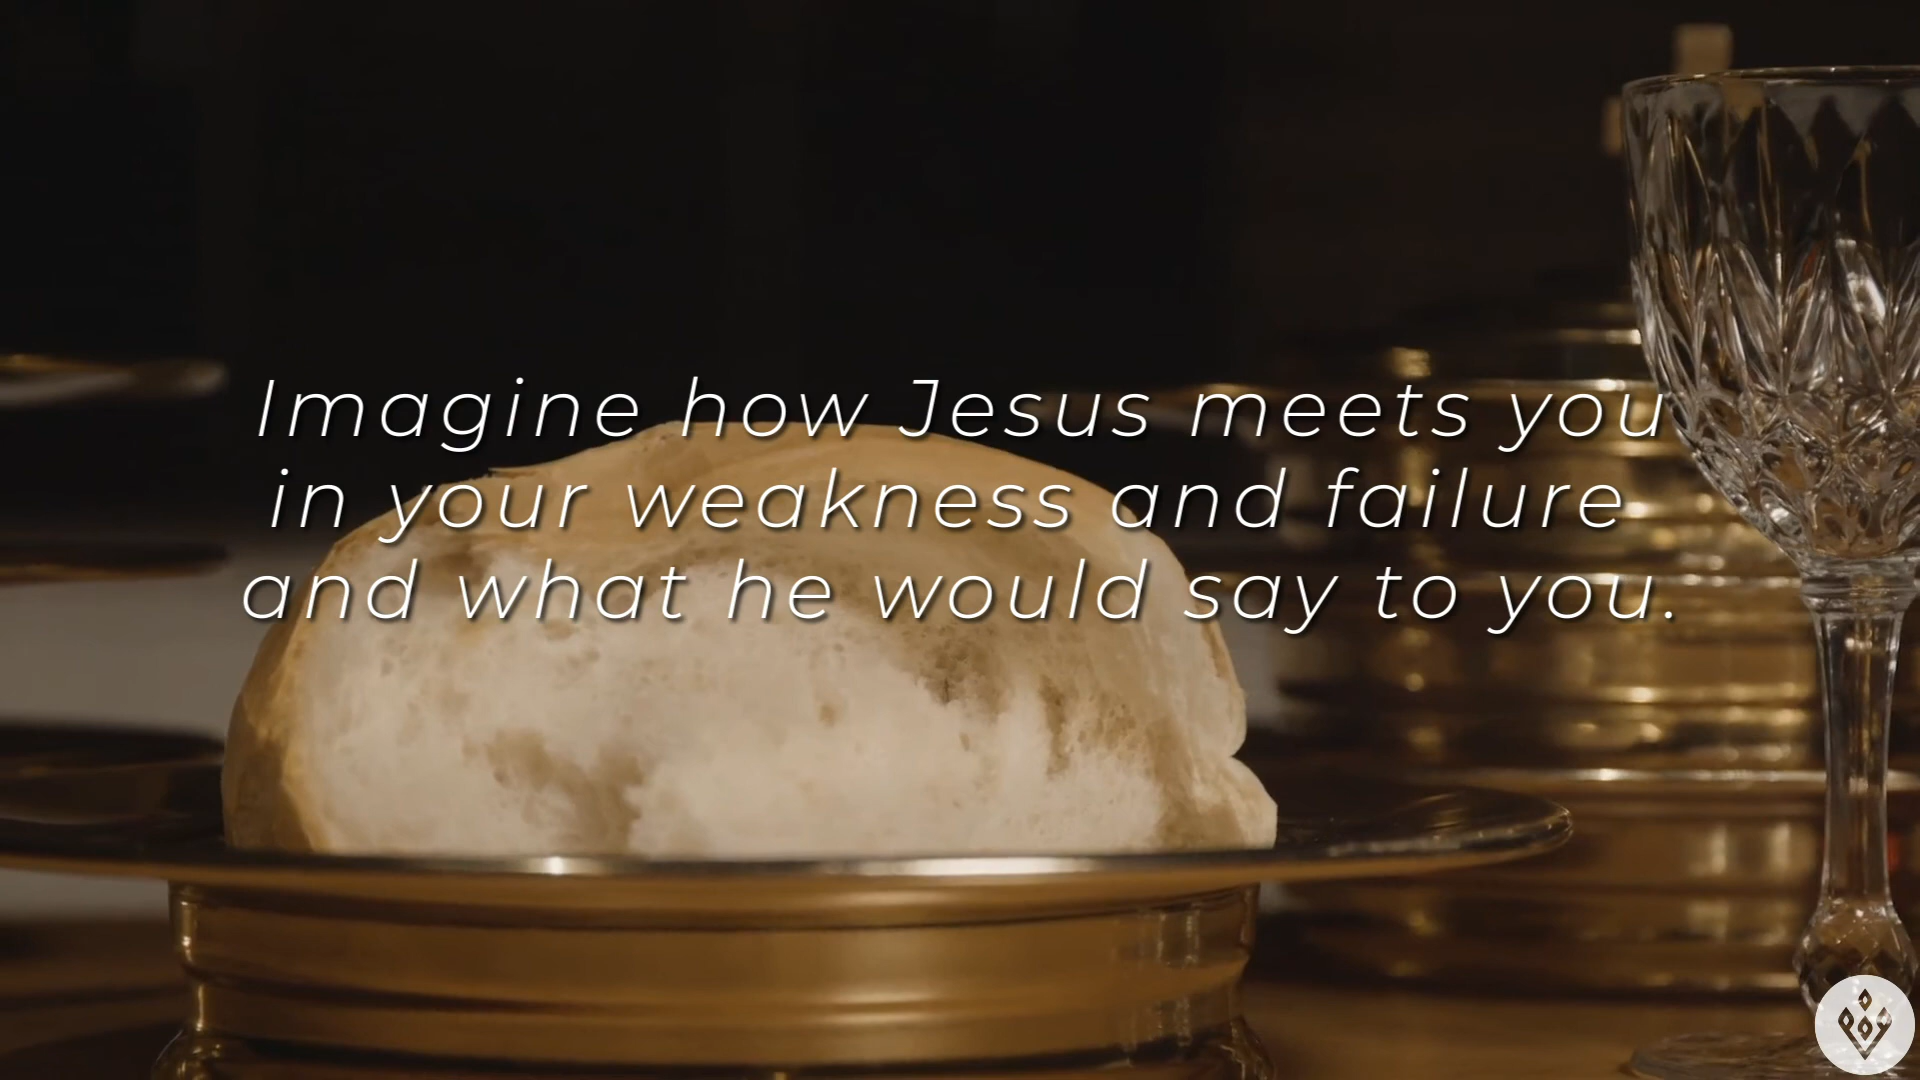 Imagine how Jesus meets you
in your weakness and failure
and what he would say to you.